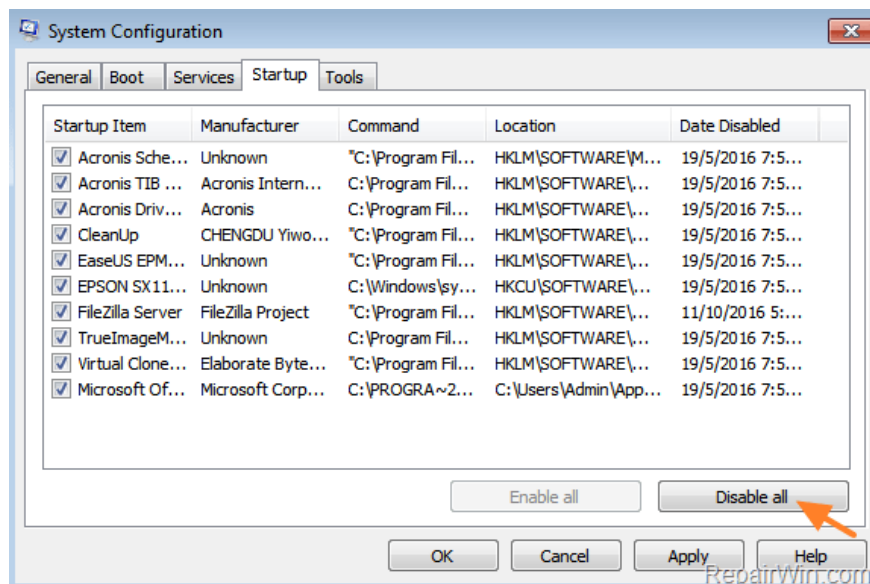 System Configuration
General Boot Services Startup Tools
Startup Item Manufacturer Command Location Date Disabled
Acronis Sche... Unknown "C:\Program Fil... HKLM\SOFTWARE\M... 19/5/2016 7:5...
Acronis TIB ... Acronis Intern... C:\Program Fil... HKLM\SOFTWARE\... 19/5/2016 7:5...
Acronis Driv... Acronis C:\Program Fil... HKLM\SOFTWARE\... 19/5/2016 7:5...
CleanUp CHENGDU Yiwo... "C:\Program Fil... HKLM\SOFTWARE\... 19/5/2016 7:5...
EaseUS EPM... Unknown "C:\Program Fil... HKLM\SOFTWARE\... 19/5/2016 7:5...
EPSON SX11... Unknown C:\Windows\sy... HKCU\SOFTWARE\... 19/5/2016 7:5...
FileZilla Server FileZilla Project "C:\Program Fil... HKLM\SOFTWARE\... 11/10/2016 5:...
TrueImageM... Unknown C:\Program Fil... HKLM\SOFTWARE\... 19/5/2016 7:5...
Virtual Clone... Elaborate Byte... "C:\Program Fil... HKLM\SOFTWARE\... 19/5/2016 7:5...
Microsoft Of... Microsoft Corp... C:\PROGRA~2... C:\Users\Admin\App... 19/5/2016 7:5...
Enable all Disable all
OK Cancel Apply Help
RepairWin.com